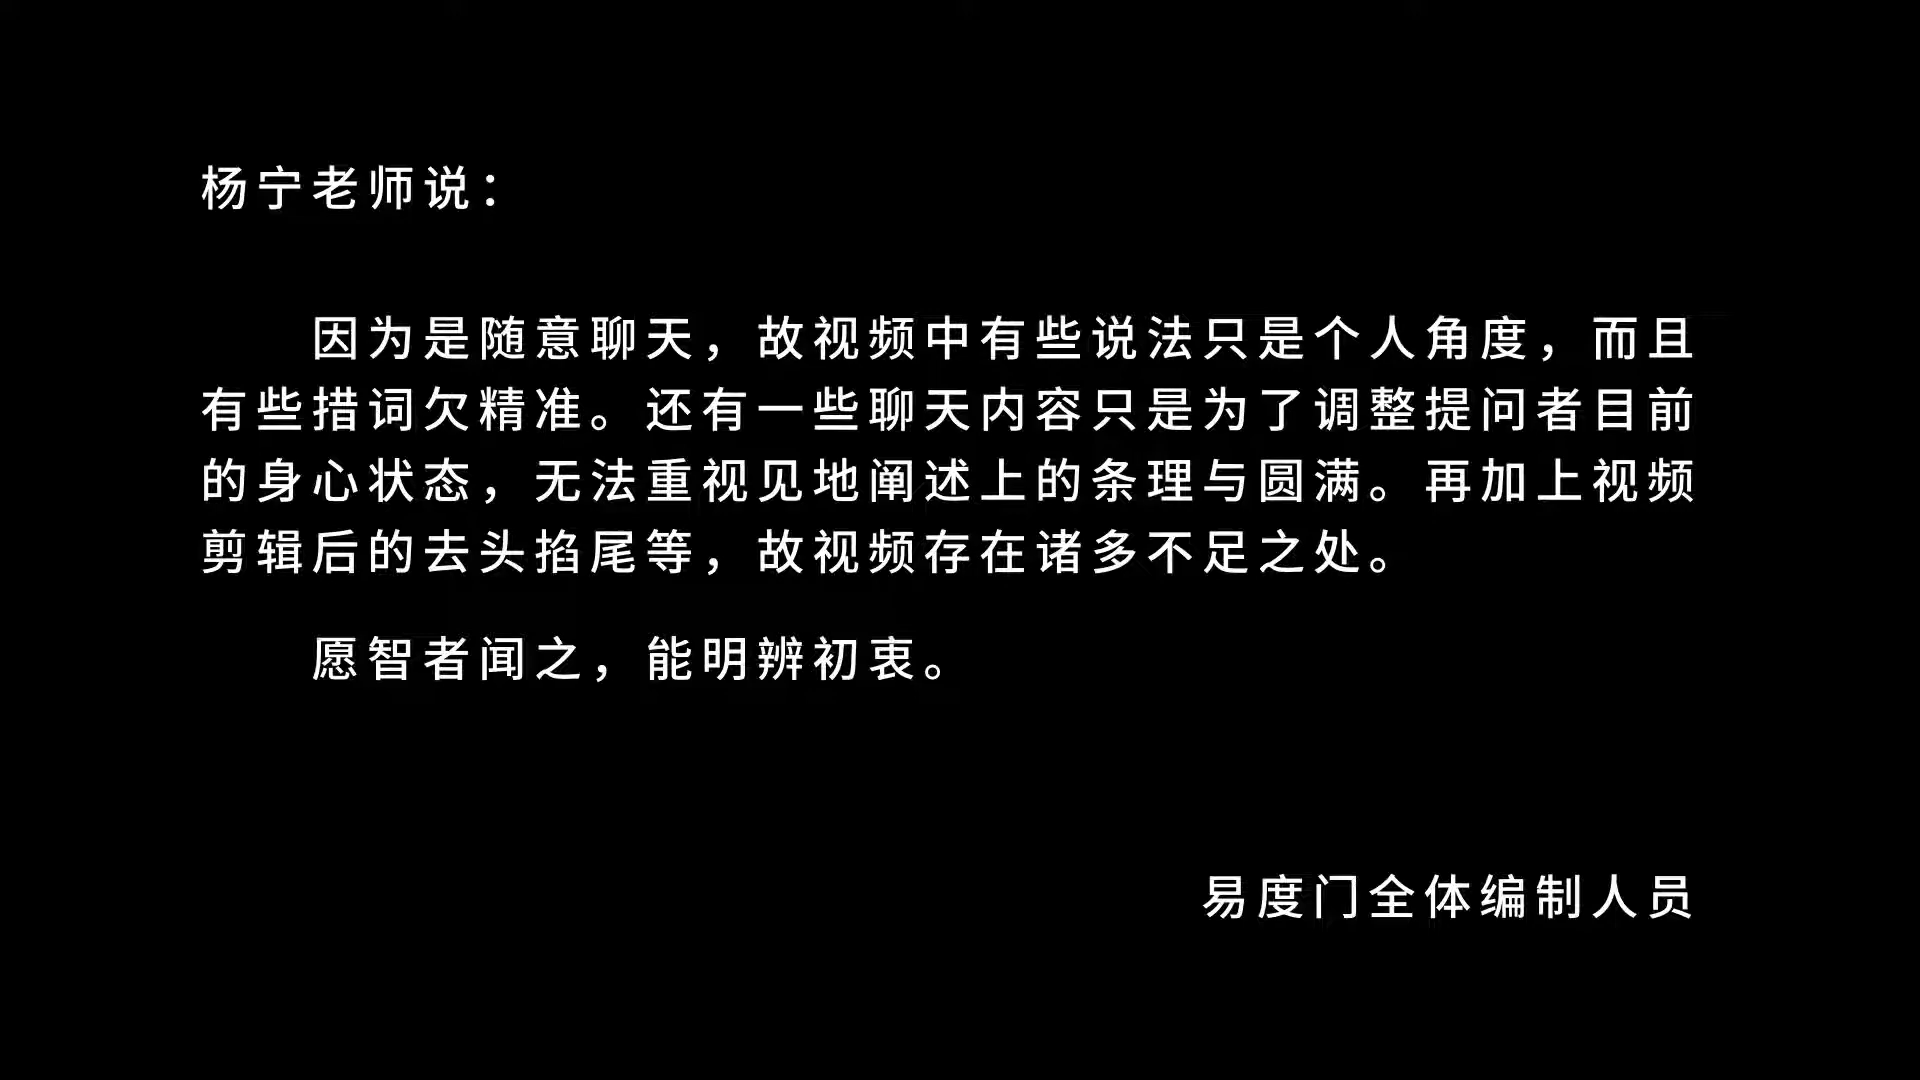 杨宁老师说：
因为是随意聊天，故视频中有些说法只是个人角度，而且
有些措词欠精准。还有一些聊天内容只是为了调整提问者目前
的身心状态，无法重视见地阐述上的条理与圆满。再加上视频
剪辑后的去头掐尾等，故视频存在诸多不足之处。
愿智者闻之，能明辨初衷。
易度门全体编制人员